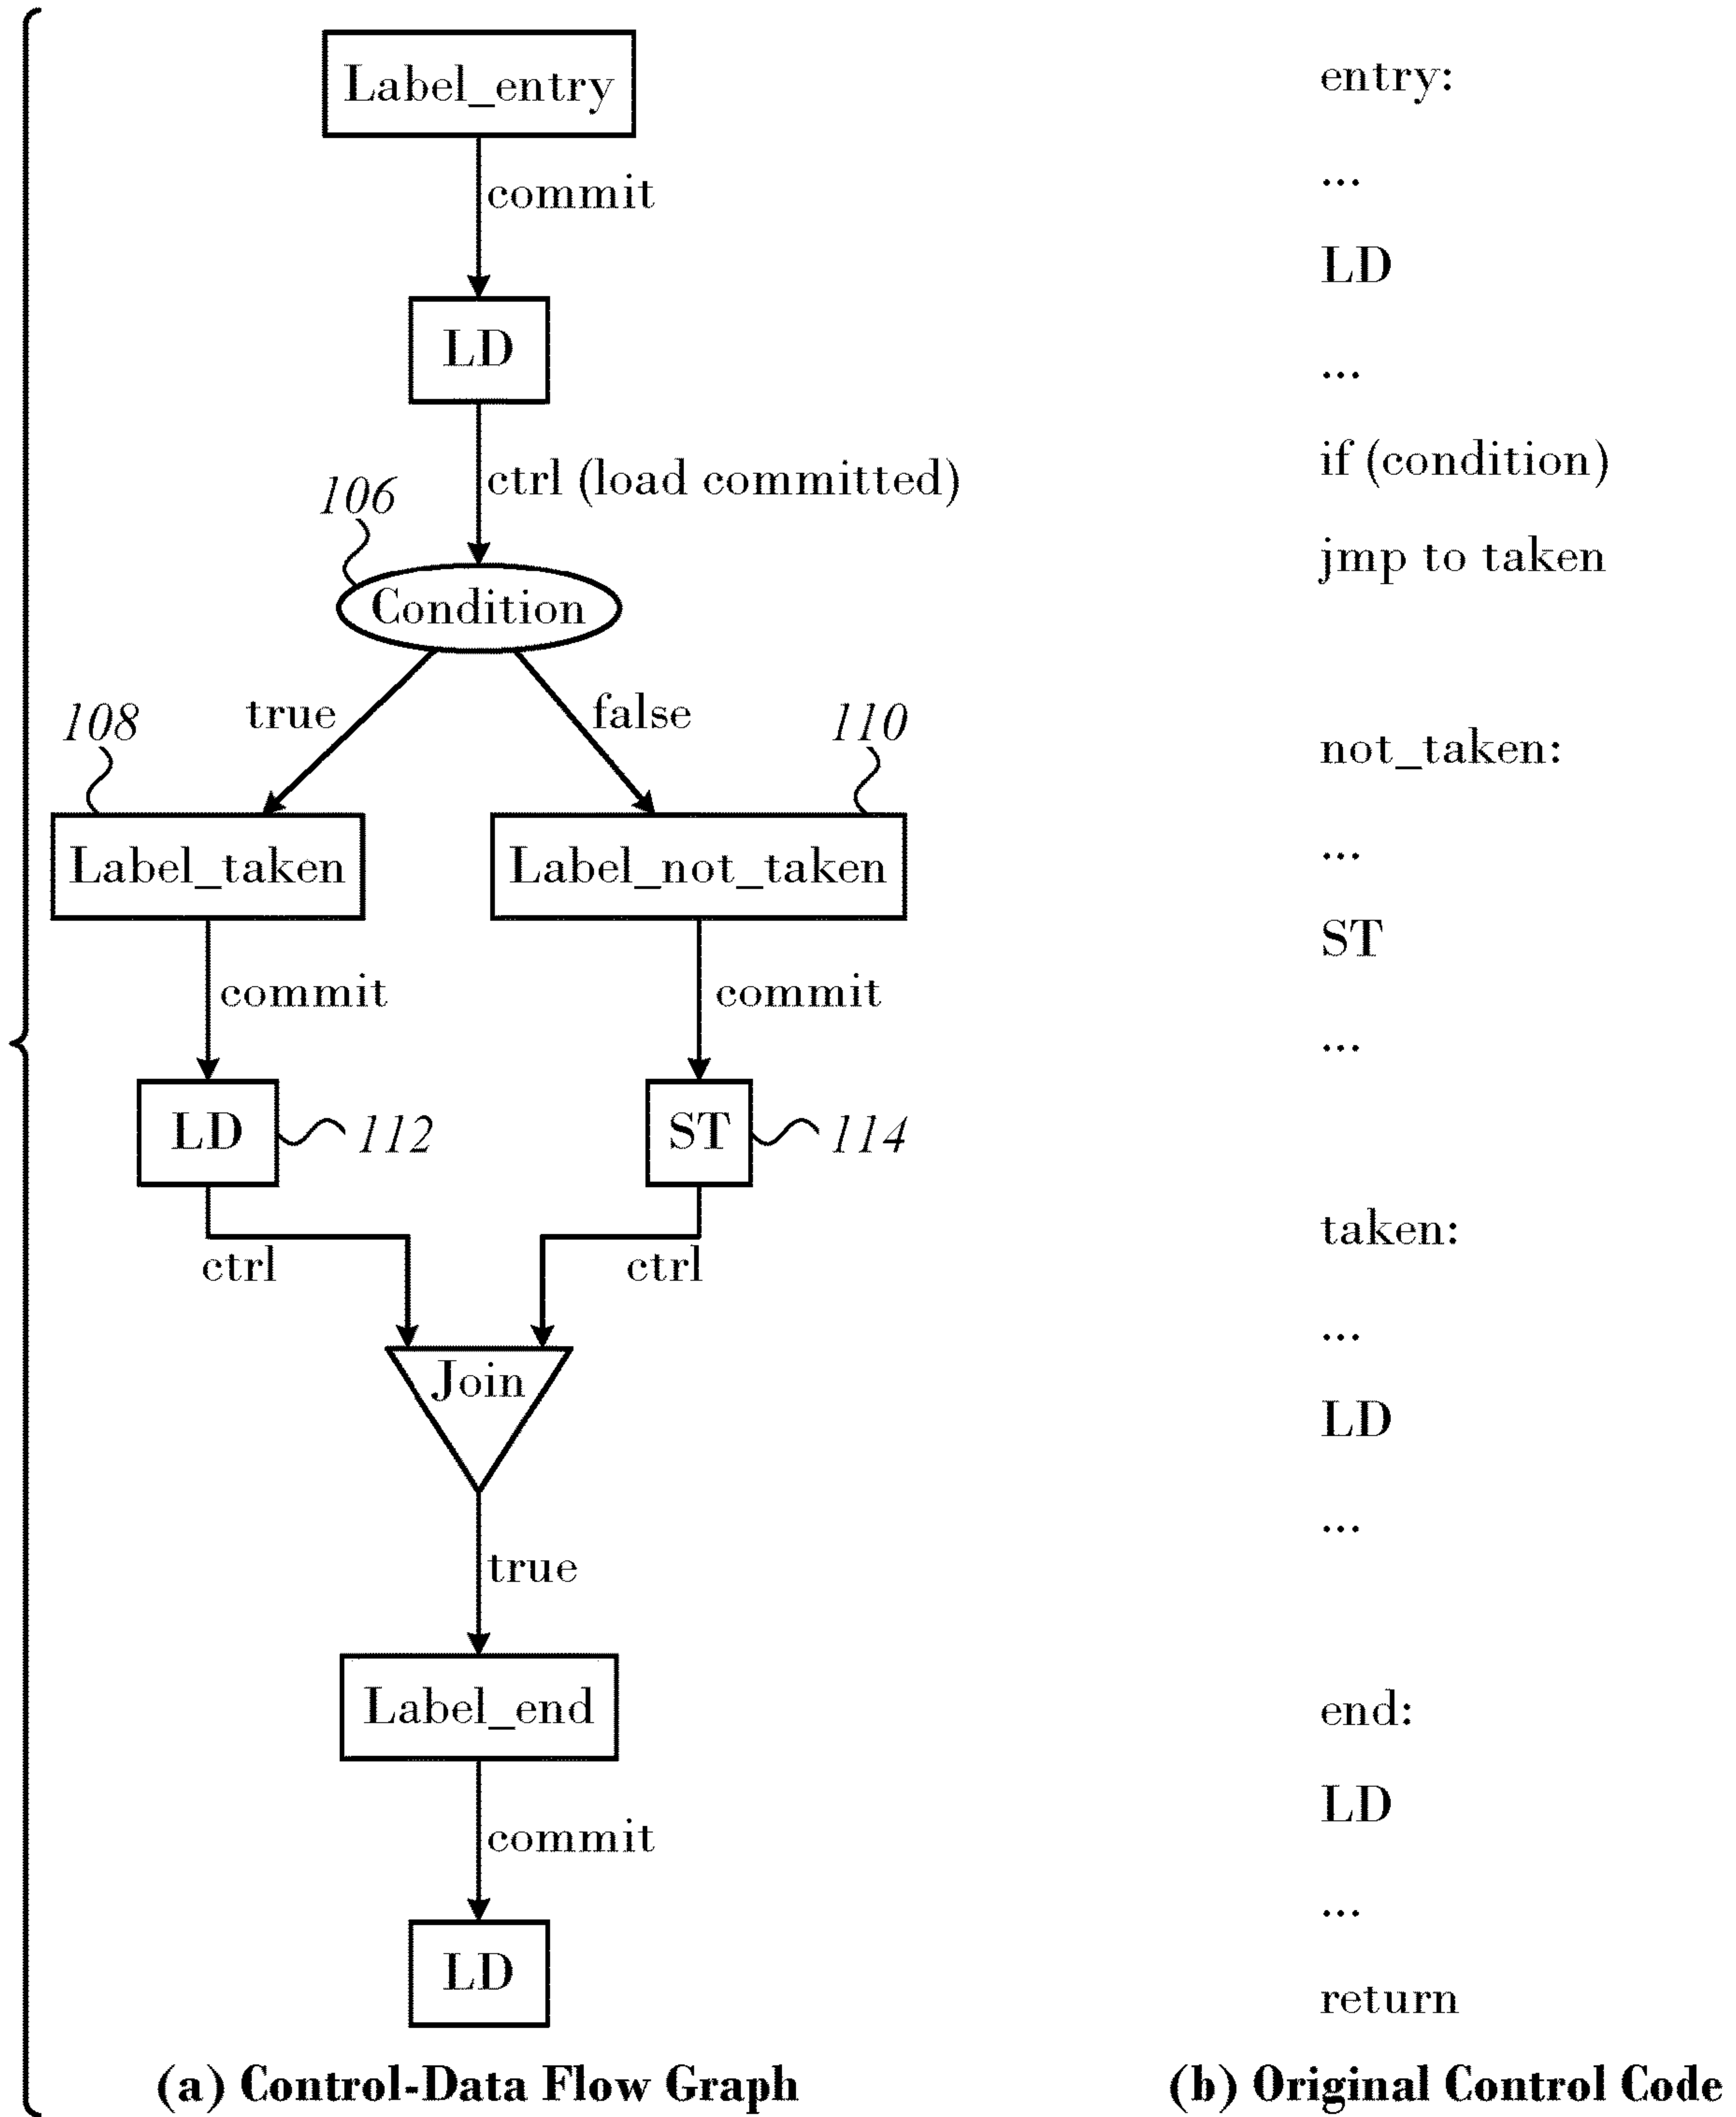 Label_entry
commit
LD
ctrl (load committed)
106
Condition
true
false
108
110
Label_taken
Label_not_taken
commit
commit
LD
112
ST
114
ctrl
ctrl
Join
true
Label_end
commit
LD
(a) Control-Data Flow Graph
entry:
...
LD
...
if (condition)
jmp to taken
not_taken:
...
ST
...
taken:
...
LD
...
end:
LD
...
return
(b) Original Control Code